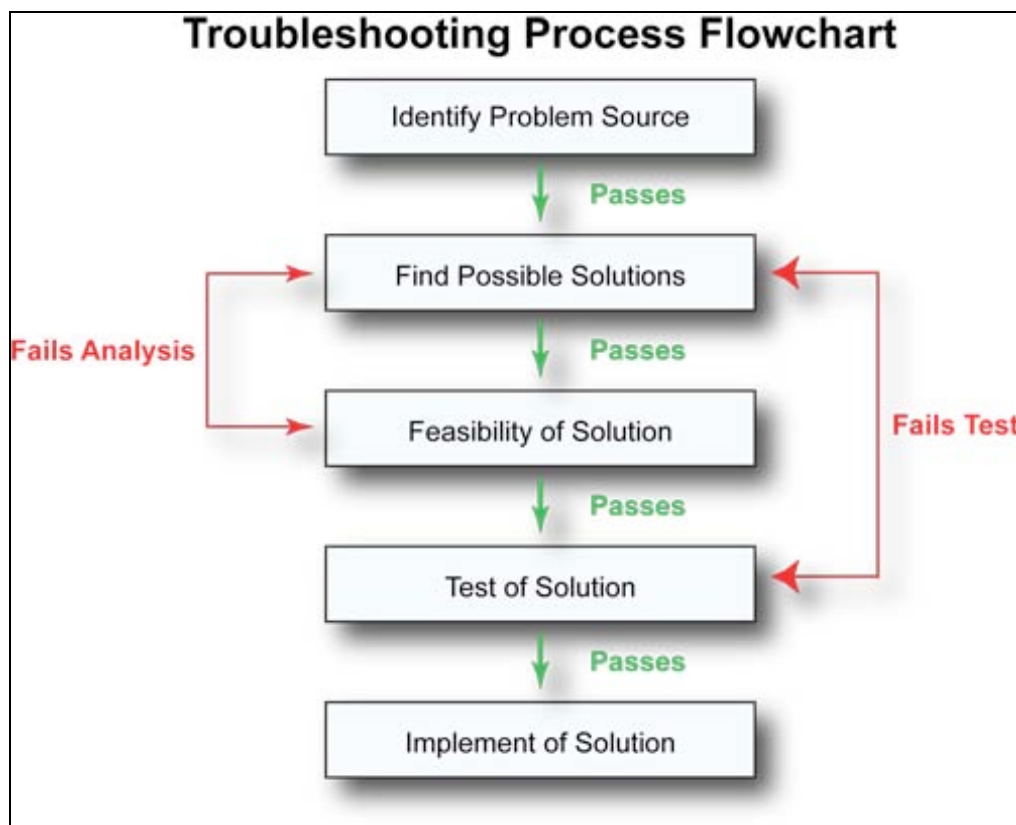 Troubleshooting Process Flowchart
Identify Problem Source
Passes
Find Possible Solutions
Fails Analysis
Passes
Feasibility of Solution
Fails Test
Passes
Test of Solution
Passes
Implement of Solution